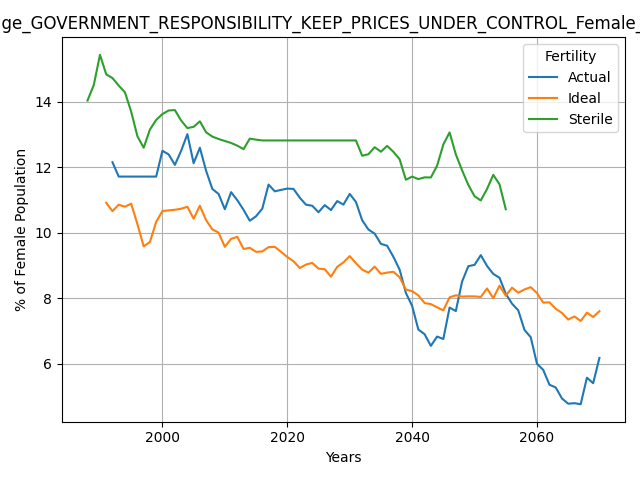 ge_GOVERNMENT_RESPONSIBILITY_KEEP_PRICES_UNDER_CONTROL_Female_
Fertility
Actual
Ideal
Sterile
% of Female Population
14
12
10
8
6
2000 2020 2040 2060
Years